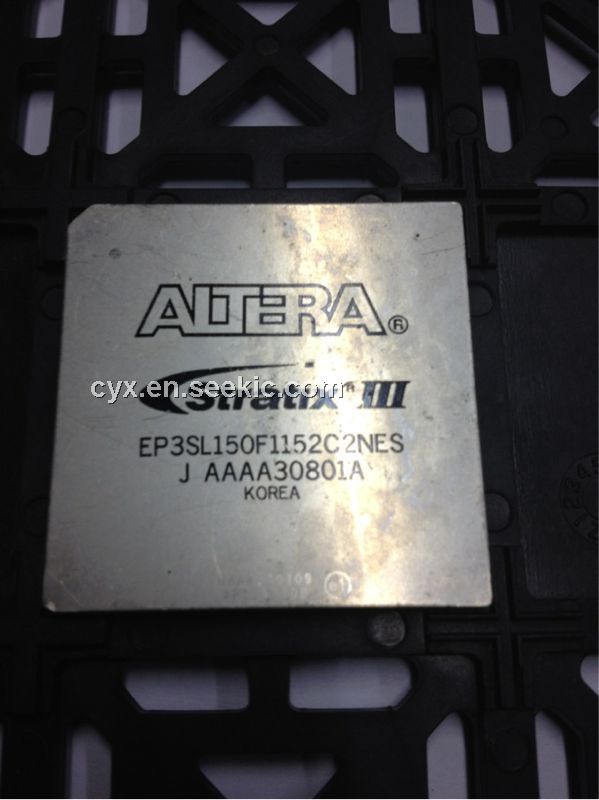 ALTERA®
Stratix® III
cyx.en.seekic.com
EP3SL150F1152C2NES
J AAAA30801A
KOREA